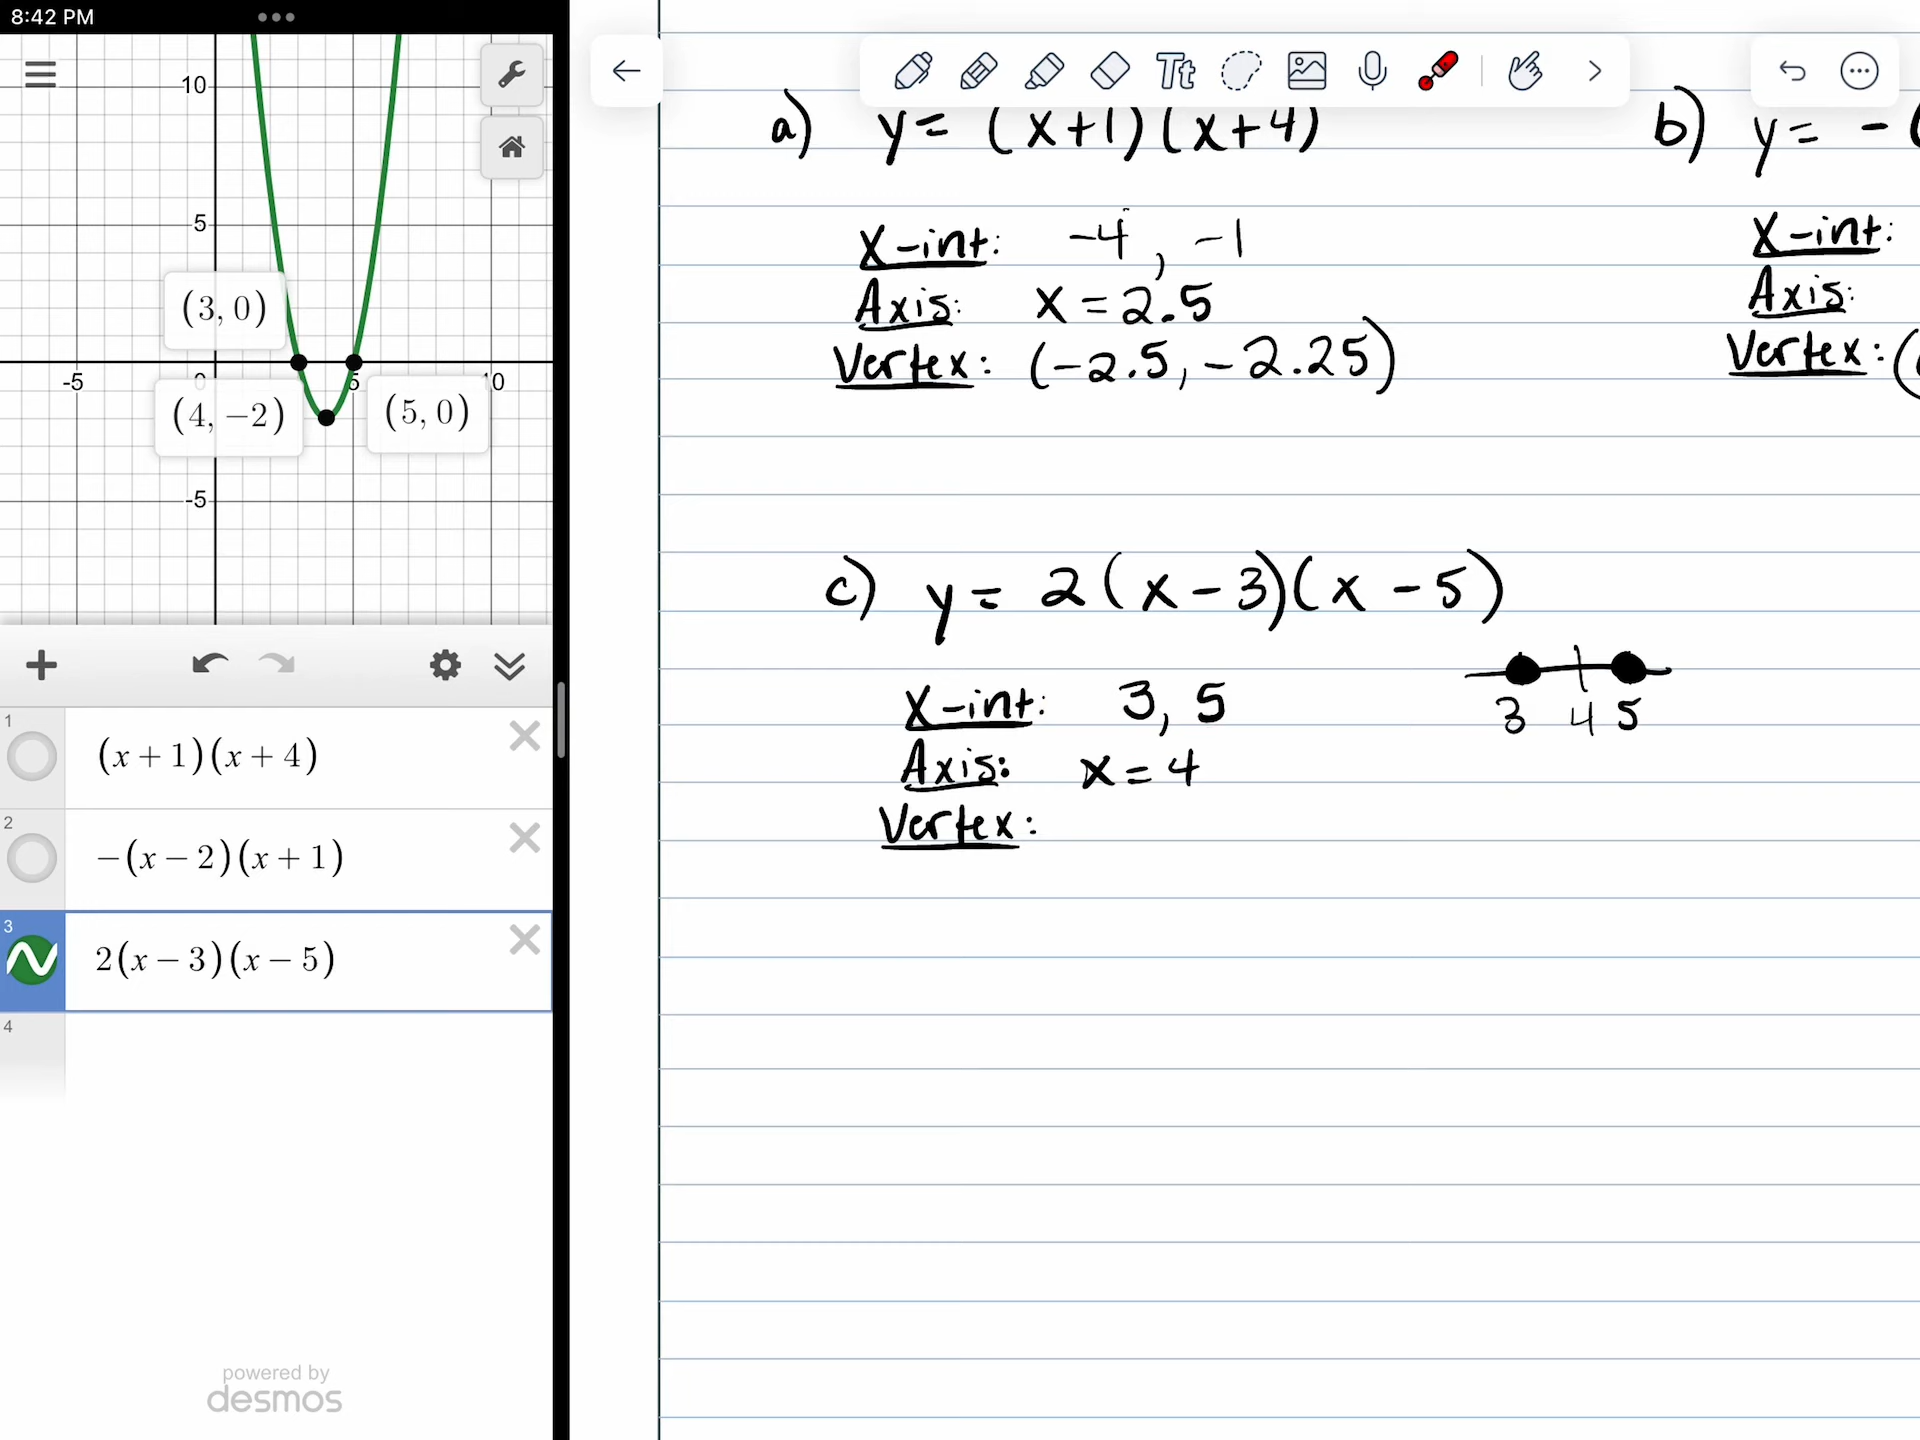 8:42 PM
10
5
(3, 0)
-5
0
5
10
(4, −2)
(5, 0)
-5
1
(x + 1)(x + 4)
2
−(x − 2)(x + 1)
3
2(x − 3)(x − 5)
4
powered by
desmos
Tt
a) y = (x+1)(x+4)
X-int: -4, -1
Axis: x = 2.5
Vertex: (-2.5, -2.25)
b) y = - (
X-int:
Axis:
Vertex: (
c) y = 2(x - 3)(x - 5)
3 4 5
X-int: 3, 5
Axis: x = 4
Vertex: